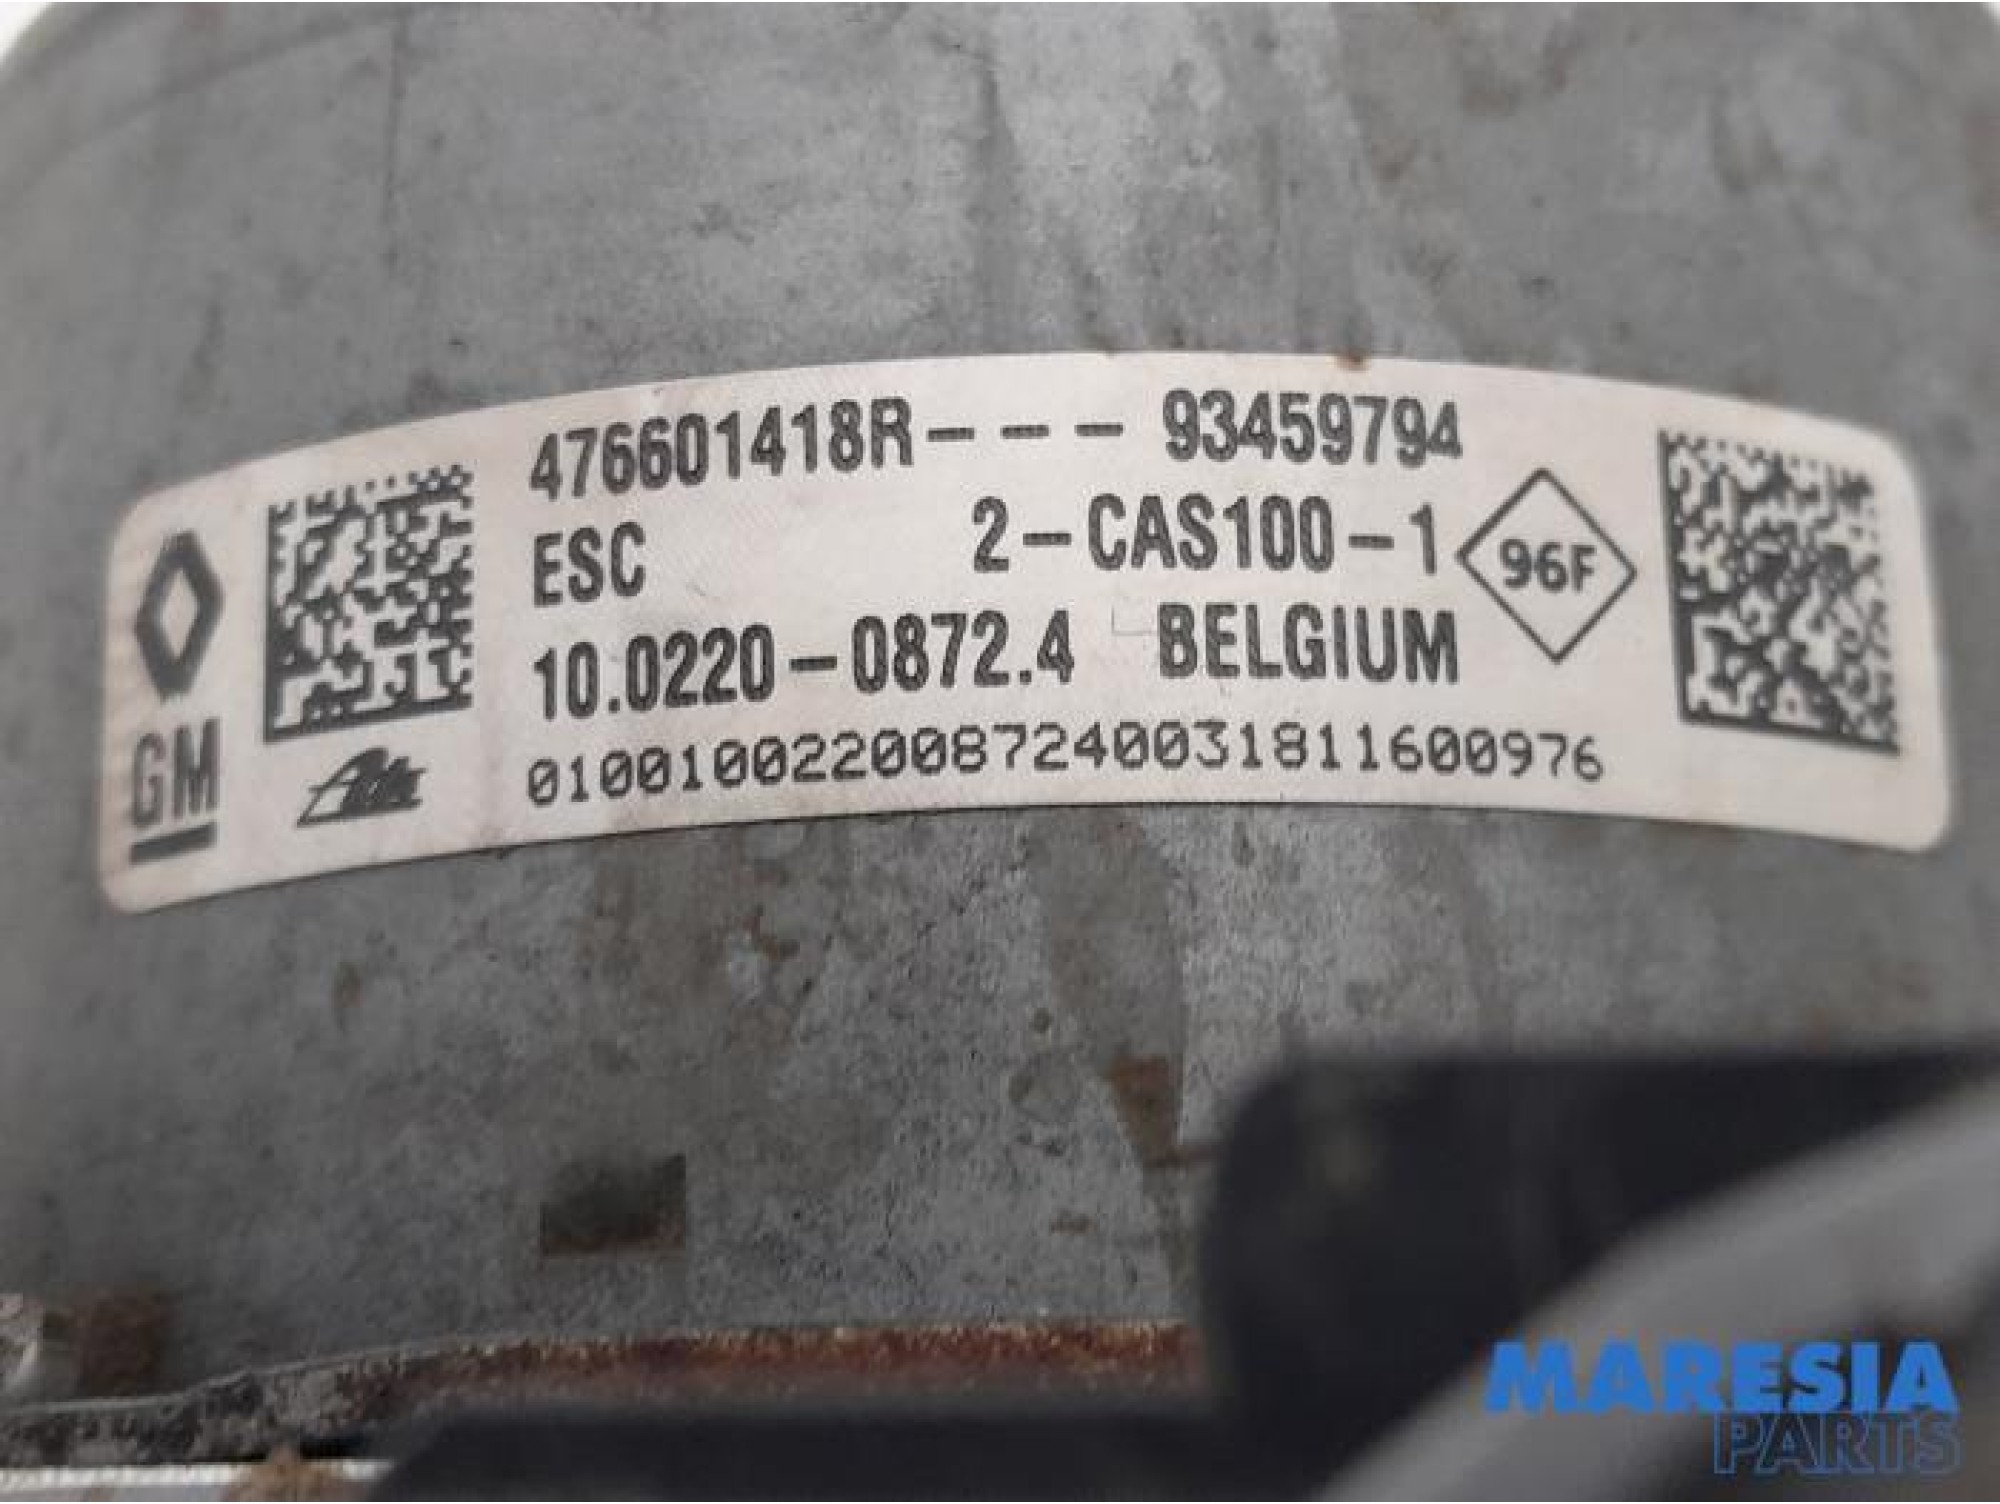 476601418R--- 93459794
ESC 2-CAS100-1 96F
10.0220-0872.4 BELGIUM
GM Ate 0100100220087240031811600976
MARESIA
PARTS